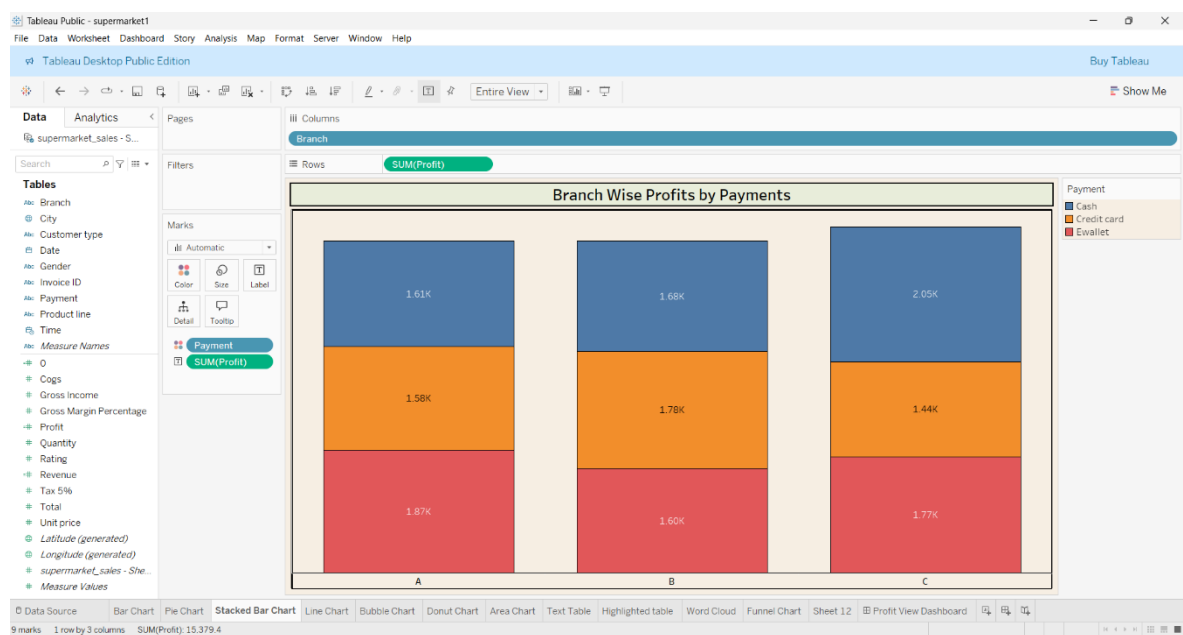 Tableau Public - supermarket1
File Data Worksheet Dashboard Story Analysis Map Format Server Window Help
Tableau Desktop Public Edition
Buy Tableau
Entire View
Show Me
Data Analytics
supermarket_sales - S...
Search
Tables
Abc Branch
City
Abc Customer type
Date
Abc Gender
Abc Invoice ID
Abc Payment
Abc Product line
Time
Abc Measure Names
# 0
# Cogs
# Gross Income
# Gross Margin Percentage
# Profit
# Quantity
# Rating
# Revenue
# Tax 5%
# Total
# Unit price
Latitude (generated)
Longitude (generated)
# supermarket_sales - She...
# Measure Values
Pages
Filters
Marks
Automatic
Color Size Label
Detail Tooltip
Payment
SUM(Profit)
Columns
Branch
Rows
SUM(Profit)
Branch Wise Profits by Payments
1.61K 1.68K 2.05K
1.58K 1.78K 1.44K
1.87K 1.60K 1.77K
A B C
Payment
Cash
Credit card
Ewallet
Data Source Bar Chart Pie Chart Stacked Bar Chart Line Chart Bubble Chart Donut Chart Area Chart Text Table Highlighted table Word Cloud Funnel Chart Sheet 12 Profit View Dashboard
9 marks 1 row by 3 columns SUM(Profit): 15,379.4